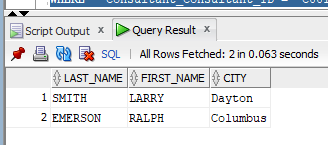 Script Output
Query Result
SQL | All Rows Fetched: 2 in 0.063 seconds
LAST_NAME FIRST_NAME CITY
1 SMITH LARRY Dayton
2 EMERSON RALPH Columbus